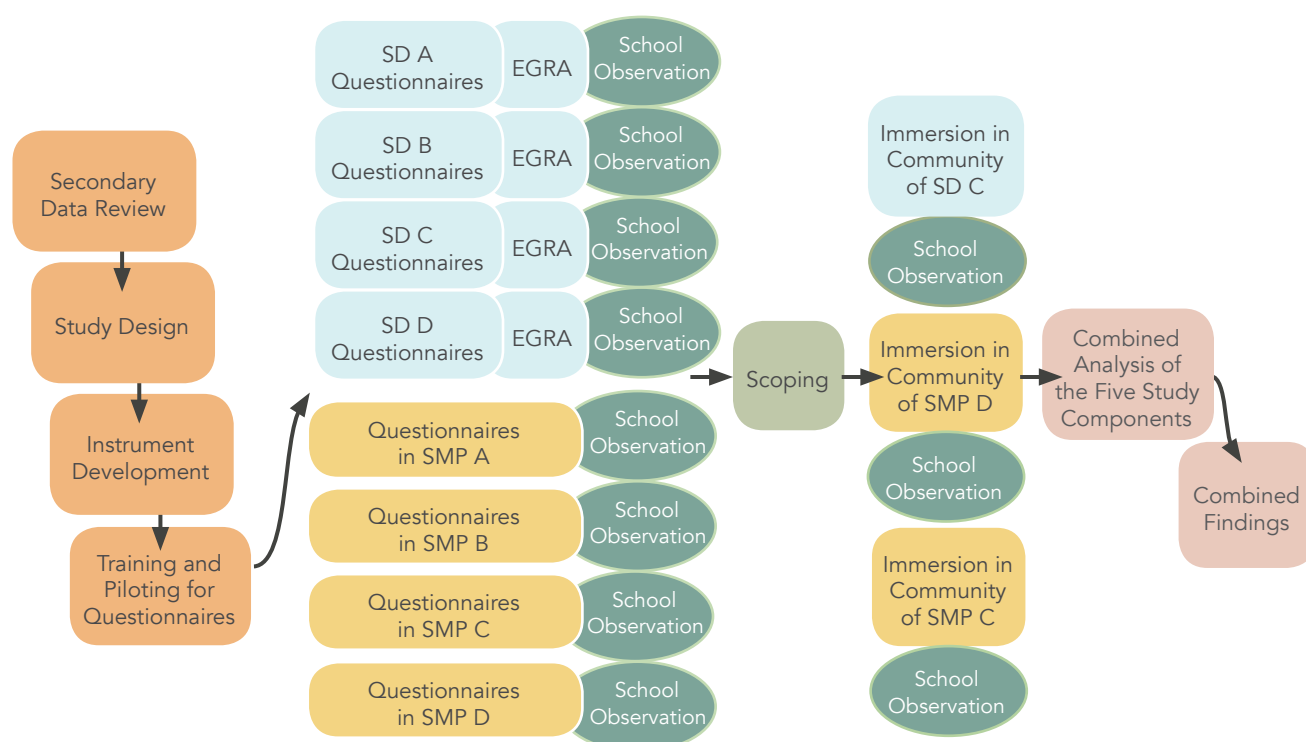 Secondary
Data Review
Study Design
Instrument
Development
Training and
Piloting for
Questionnaires
SD A
Questionnaires
EGRA
School
Observation
SD B
Questionnaires
EGRA
School
Observation
SD C
Questionnaires
EGRA
School
Observation
SD D
Questionnaires
EGRA
School
Observation
Questionnaires
in SMP A
School
Observation
Questionnaires
in SMP B
School
Observation
Questionnaires
in SMP C
School
Observation
Questionnaires
in SMP D
School
Observation
Scoping
Immersion in
Community
of SD C
School
Observation
Immersion in
Community
of SMP D
School
Observation
Immersion in
Community
of SMP C
School
Observation
Combined
Analysis of
the Five Study
Components
Combined
Findings